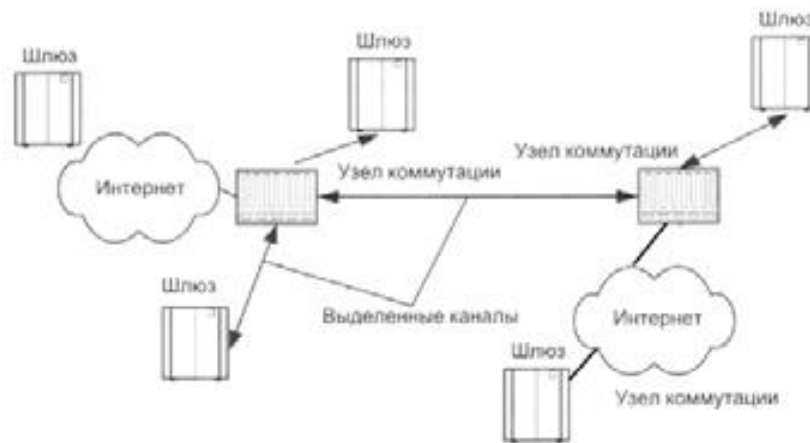 Шлюз
Шлюз
Шлюз
Узел коммутации
Узел коммутации
Интернет
Шлюз
Выделенные каналы
Интернет
Шлюз
Узел коммутации